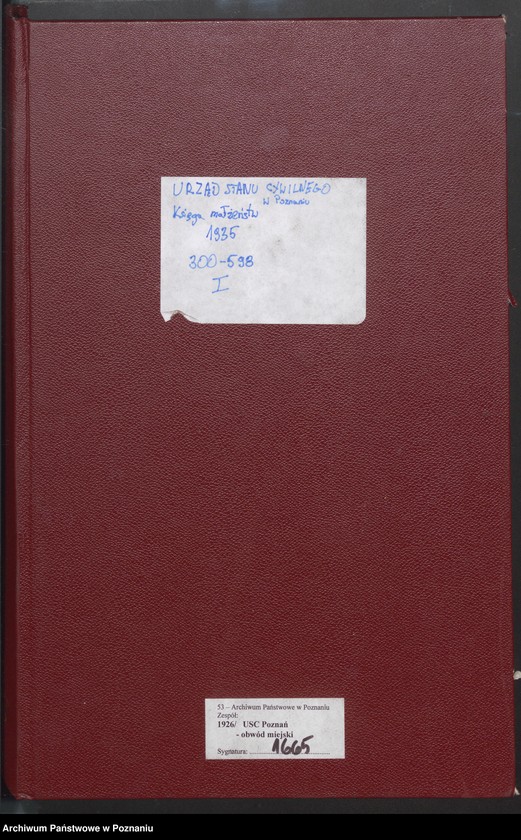 URZĄD STANU CYWILNEGO
w Poznaniu
Księga małżeństw
1935
300-598
I
53 – Archiwum Państwowe w Poznaniu
Zespół:
1926/ USC Poznań
- obwód miejski
Sygnatura: 1665
Archiwum Państwowe w Poznaniu